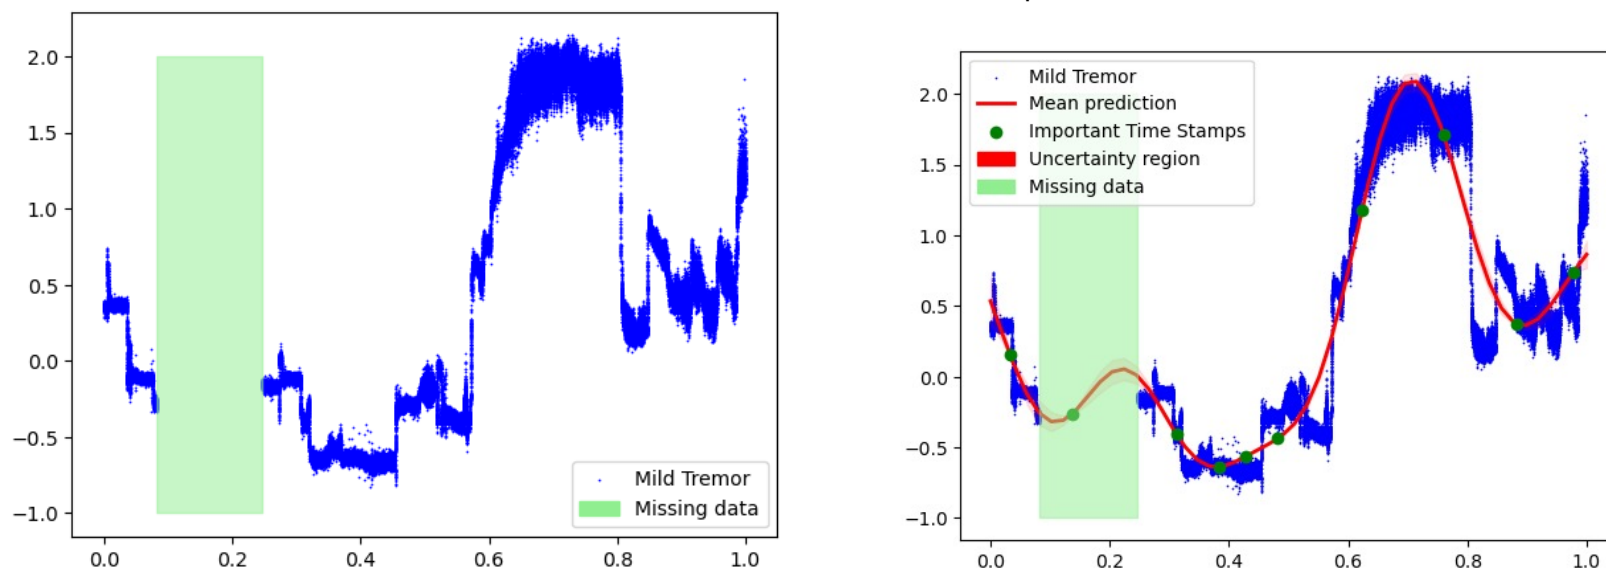 2.0
1.5
1.0
0.5
0.0
−0.5
−1.0
0.0 0.2 0.4 0.6 0.8 1.0
Mild Tremor
Missing data
Mild Tremor
Mean prediction
Important Time Stamps
Uncertainty region
Missing data
2.0
1.5
1.0
0.5
0.0
−0.5
−1.0
0.0 0.2 0.4 0.6 0.8 1.0